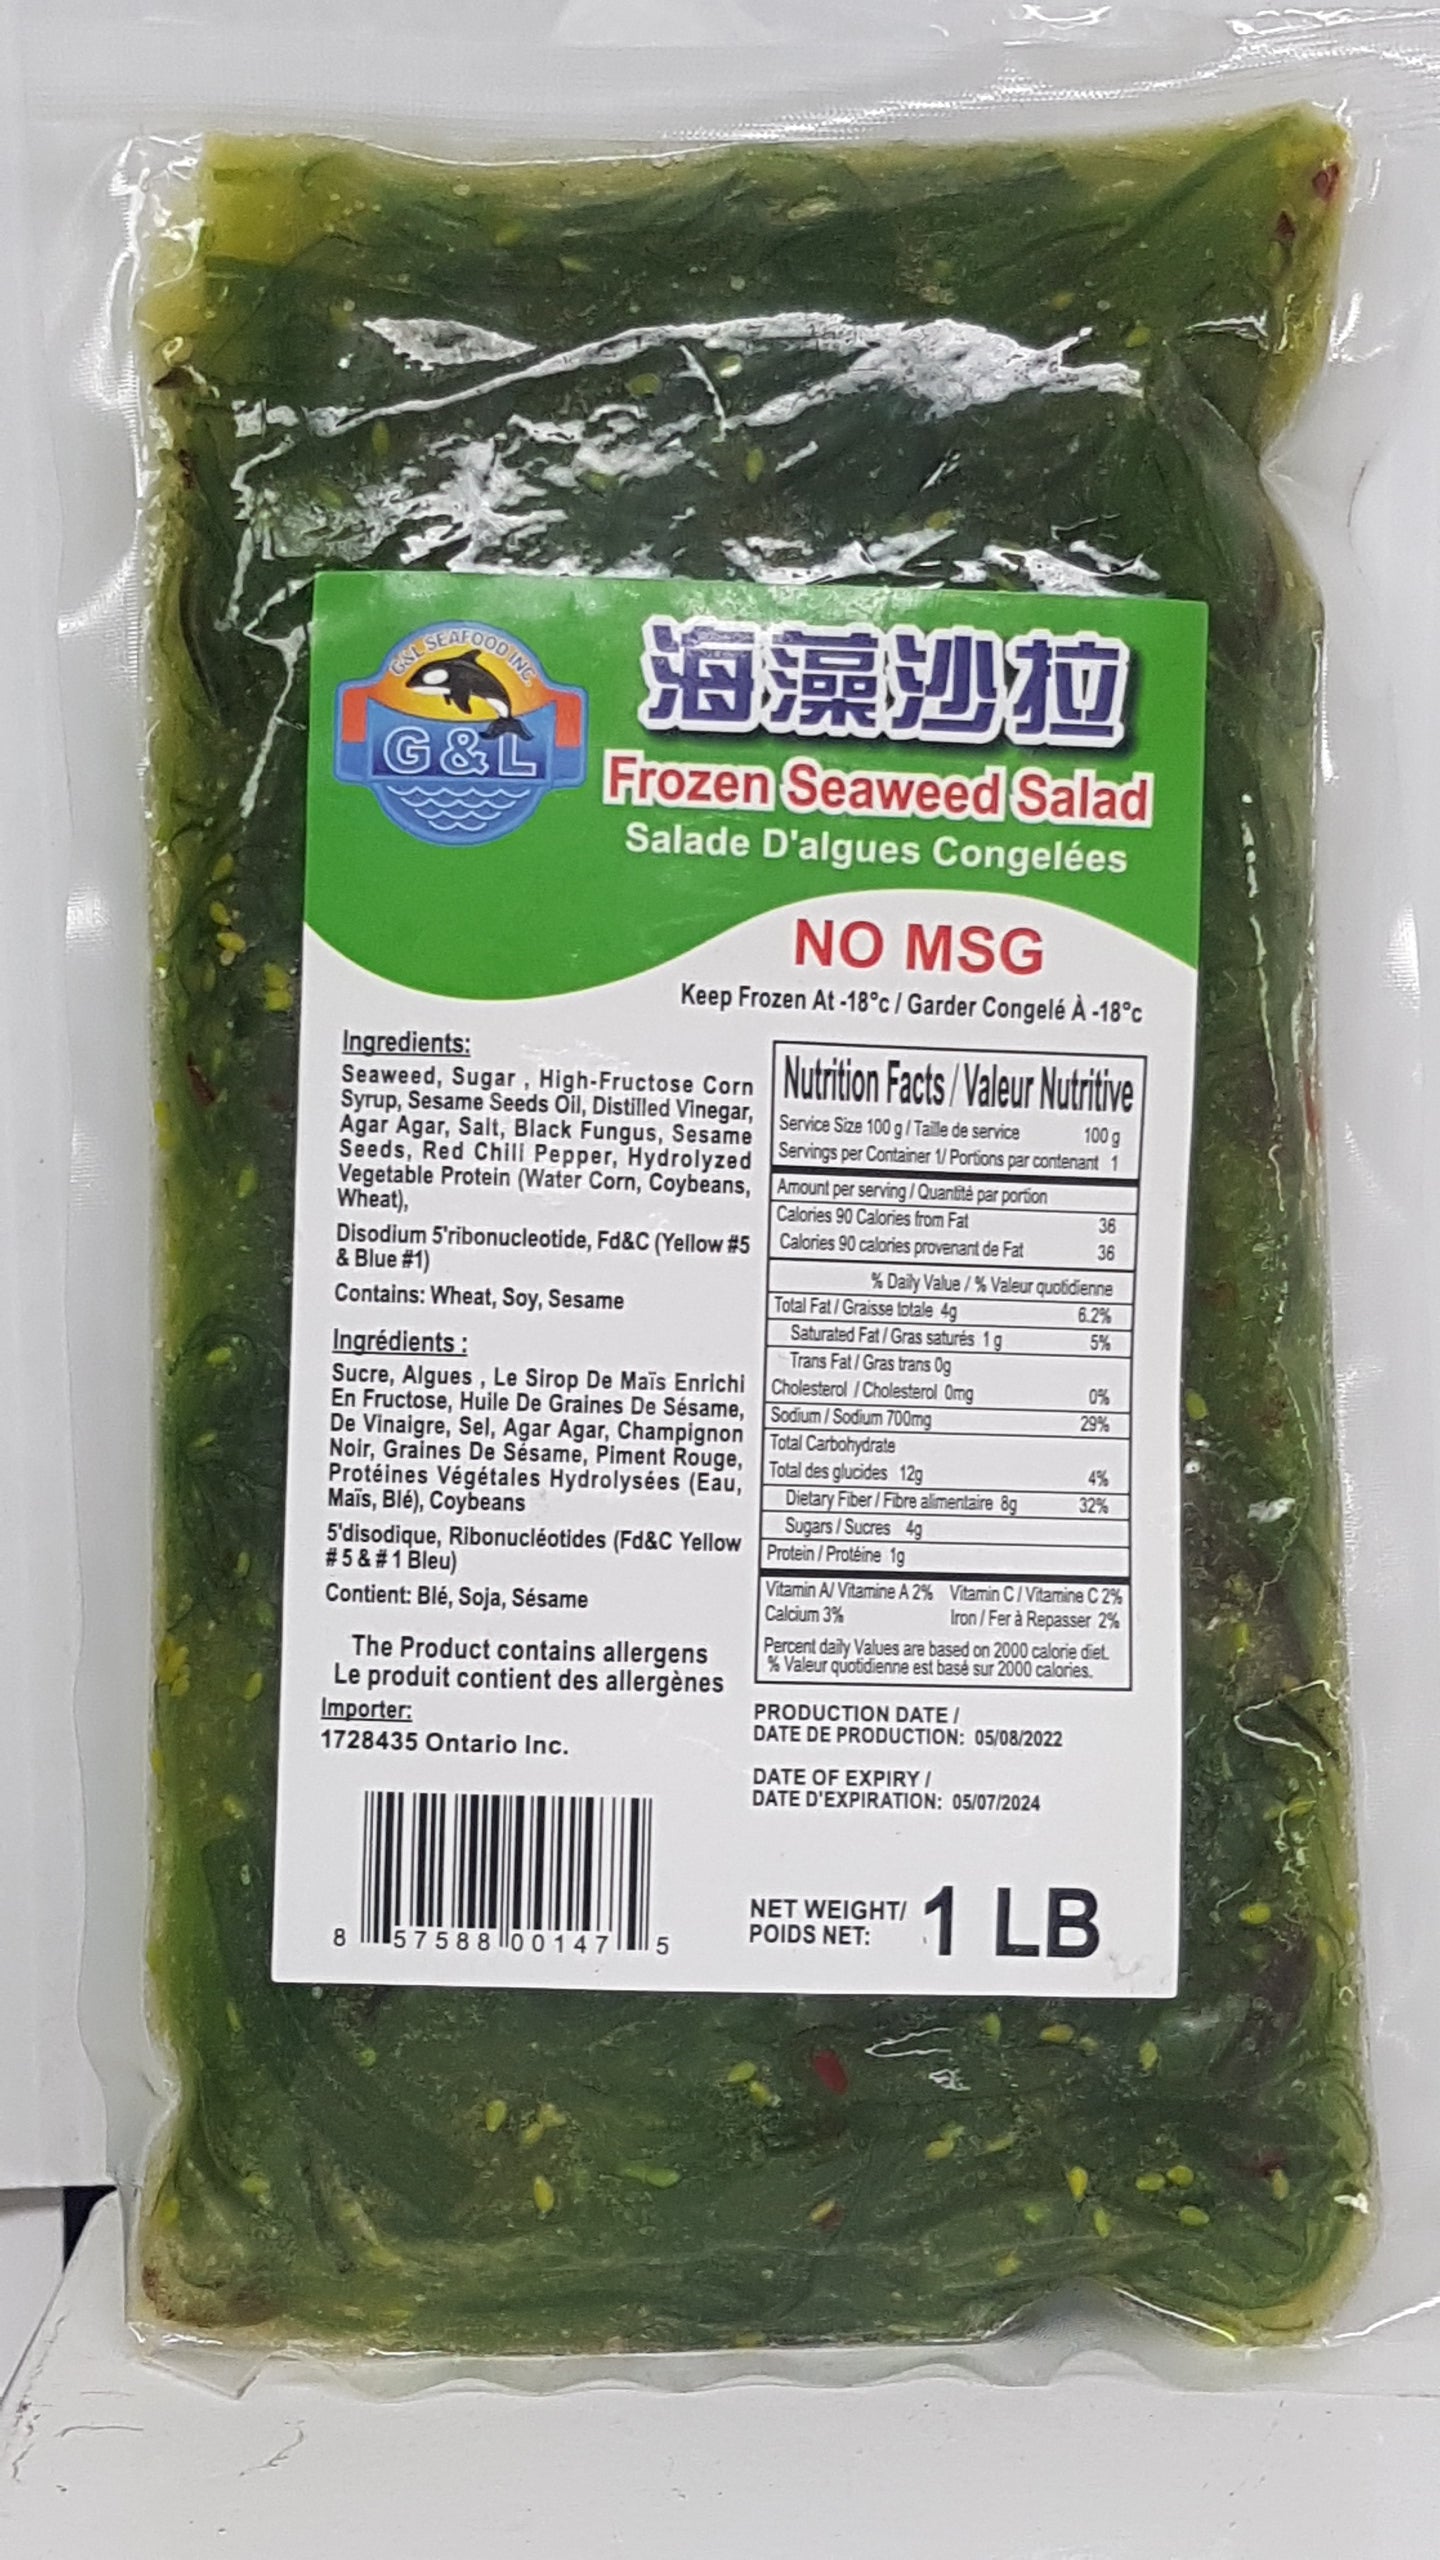 G&L SEAFOOD INC.
G&L
海藻沙拉
Frozen Seaweed Salad
Salade D'algues Congelées
NO MSG
Keep Frozen At -18°c / Garder Congelé À -18°c
Ingredients:
Seaweed, Sugar , High-Fructose Corn
Syrup, Sesame Seeds Oil, Distilled Vinegar,
Agar Agar, Salt, Black Fungus, Sesame
Seeds, Red Chili Pepper, Hydrolyzed
Vegetable Protein (Water Corn, Coybeans,
Wheat),
Disodium 5'ribonucleotide, Fd&C (Yellow #5
& Blue #1)
Contains: Wheat, Soy, Sesame
Ingrédients :
Sucre, Algues , Le Sirop De Maïs Enrichi
En Fructose, Huile De Graines De Sésame,
De Vinaigre, Sel, Agar Agar, Champignon
Noir, Graines De Sésame, Piment Rouge,
Protéines Végétales Hydrolysées (Eau,
Maïs, Blé), Coybeans
5'disodique, Ribonucléotides (Fd&C Yellow
#5 & #1 Bleu)
Contient: Blé, Soja, Sésame
The Product contains allergens
Le produit contient des allergènes
Importer:
1728435 Ontario Inc.
8 57588 00147 5
Nutrition Facts / Valeur Nutritive
Service Size 100 g / Taille de service 100 g
Servings per Container 1/ Portions par contenant 1
Amount per serving / Quantité par portion
Calories 90 Calories from Fat 36
Calories 90 calories provenant de Fat 36
% Daily Value / % Valeur quotidienne
Total Fat / Graisse totale 4g 6.2%
Saturated Fat / Gras saturés 1 g 5%
Trans Fat / Gras trans 0g
Cholesterol / Cholesterol 0mg 0%
Sodium / Sodium 700mg 29%
Total Carbohydrate
Total des glucides 12g 4%
Dietary Fiber / Fibre alimentaire 8g 32%
Sugars / Sucres 4g
Protein / Protéine 1g
Vitamin A/ Vitamine A 2% Vitamin C / Vitamine C 2%
Calcium 3% Iron / Fer à Repasser 2%
Percent daily Values are based on 2000 calorie diet.
% Valeur quotidienne est basé sur 2000 calories.
PRODUCTION DATE /
DATE DE PRODUCTION: 05/08/2022
DATE OF EXPIRY /
DATE D'EXPIRATION: 05/07/2024
NET WEIGHT/
POIDS NET: 1 LB